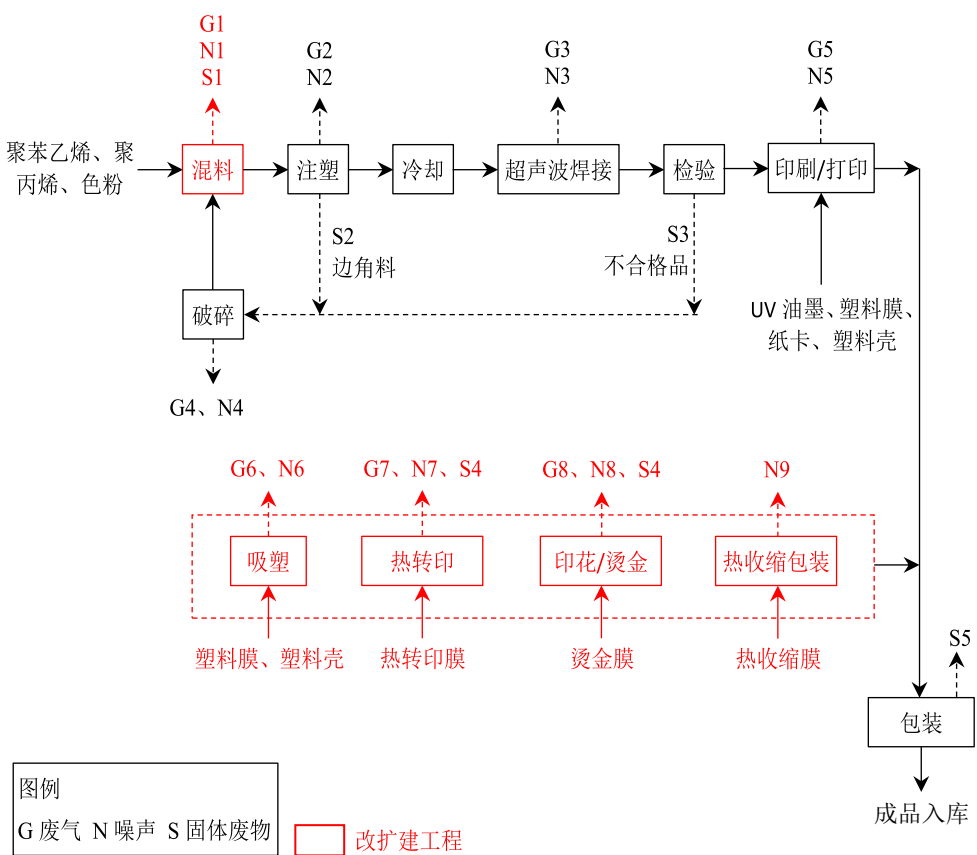 G1
N1
S1
G2
N2
G3
N3
G5
N5
聚苯乙烯、聚
丙烯、色粉
混料
注塑
冷却
超声波焊接
检验
印刷/打印
S2
边角料
S3
不合格品
破碎
UV 油墨、塑料膜、
纸卡、塑料壳
G4、N4
G6、N6
G7、N7、S4
G8、N8、S4
N9
吸塑
热转印
印花/烫金
热收缩包装
塑料膜、塑料壳
热转印膜
烫金膜
热收缩膜
S5
包装
成品入库
图例
G 废气 N 噪声 S 固体废物
改扩建工程